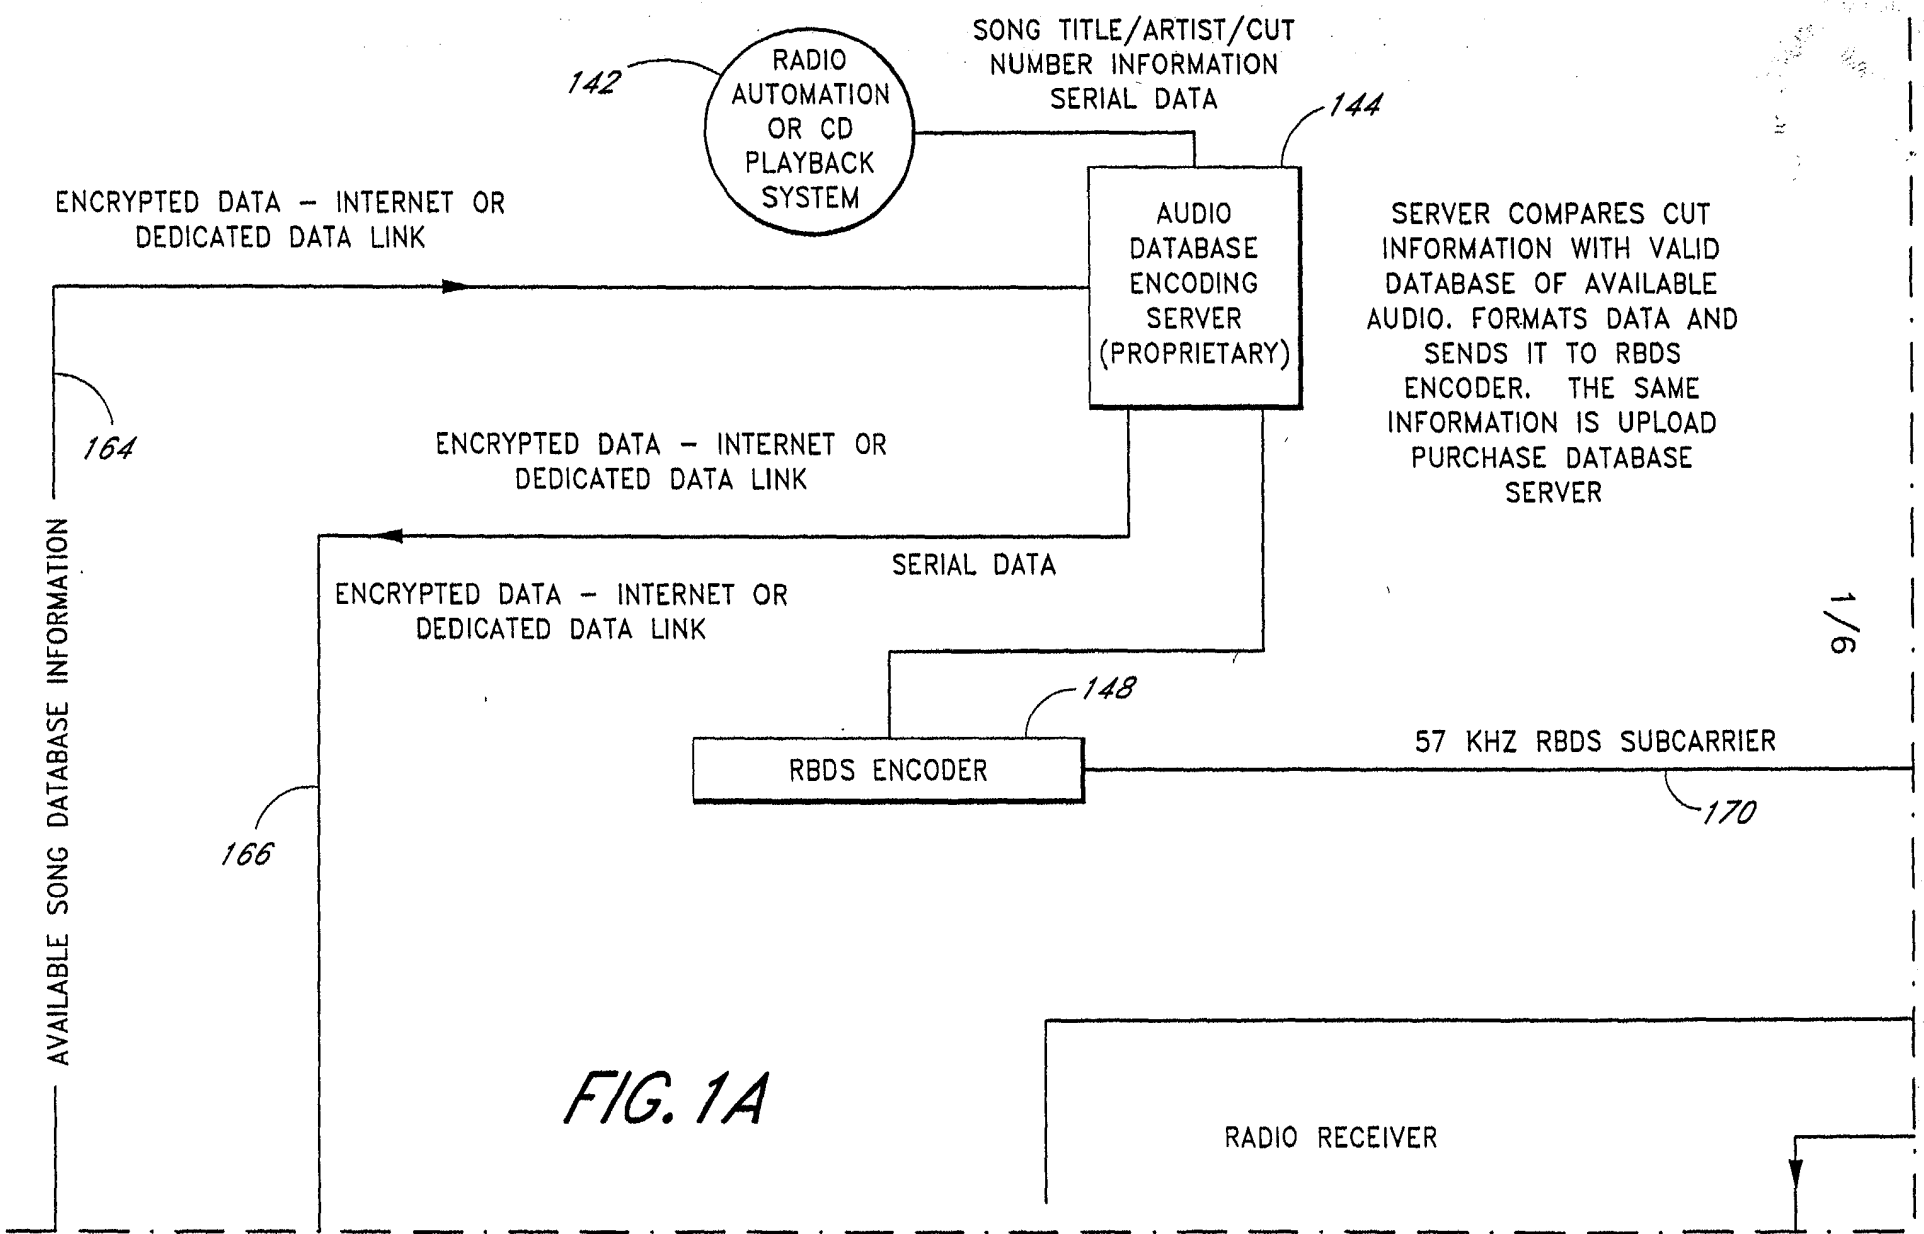 SONG TITLE/ARTIST/CUT
NUMBER INFORMATION
SERIAL DATA
142
RADIO
AUTOMATION
OR CD
PLAYBACK
SYSTEM
144
ENCRYPTED DATA – INTERNET OR
DEDICATED DATA LINK
AUDIO
DATABASE
ENCODING
SERVER
(PROPRIETARY)
SERVER COMPARES CUT
INFORMATION WITH VALID
DATABASE OF AVAILABLE
AUDIO. FORMATS DATA AND
SENDS IT TO RBDS
ENCODER. THE SAME
INFORMATION IS UPLOAD
PURCHASE DATABASE
SERVER
164
ENCRYPTED DATA – INTERNET OR
DEDICATED DATA LINK
SERIAL DATA
ENCRYPTED DATA – INTERNET OR
DEDICATED DATA LINK
AVAILABLE SONG DATABASE INFORMATION
1/6
148
RBDS ENCODER
57 KHZ RBDS SUBCARRIER
170
166
FIG. 1A
RADIO RECEIVER